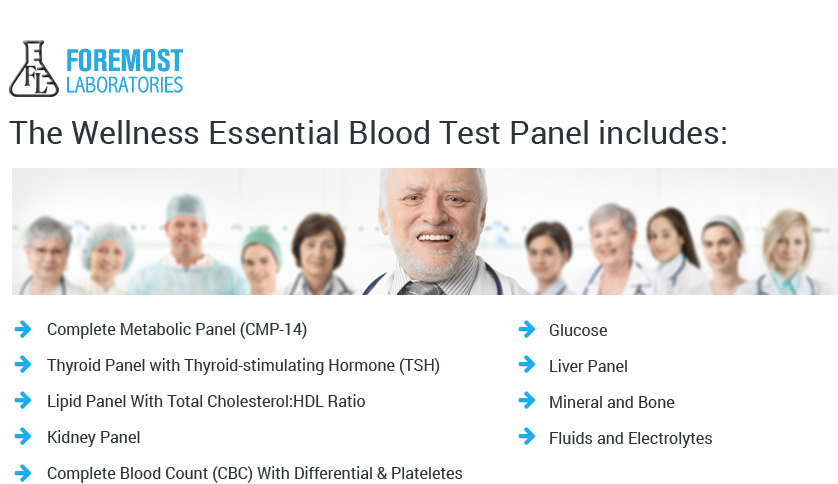 FL
FOREMOST
LABORATORIES
The Wellness Essential Blood Test Panel includes:
Complete Metabolic Panel (CMP-14)
Thyroid Panel with Thyroid-stimulating Hormone (TSH)
Lipid Panel With Total Cholesterol:HDL Ratio
Kidney Panel
Complete Blood Count (CBC) With Differential & Plateletes
Glucose
Liver Panel
Mineral and Bone
Fluids and Electrolytes